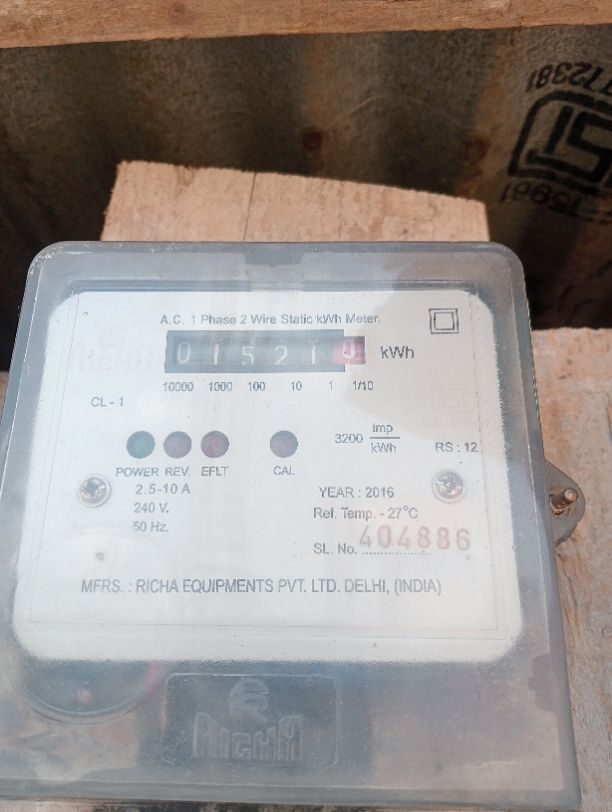 772381
15961
A.C. 1 Phase 2 Wire Static kWh Meter.
0 1 5 2 1 kWh
10000 1000 100 10 1 1/10
CL - 1
3200 imp/kWh
RS : 12
POWER REV. EFLT CAL
2.5-10 A
240 V.
50 Hz.
YEAR : 2016
Ref. Temp. - 27°C
SL. No. 404886
MFRS. : RICHA EQUIPMENTS PVT. LTD. DELHI, (INDIA)
RICHA